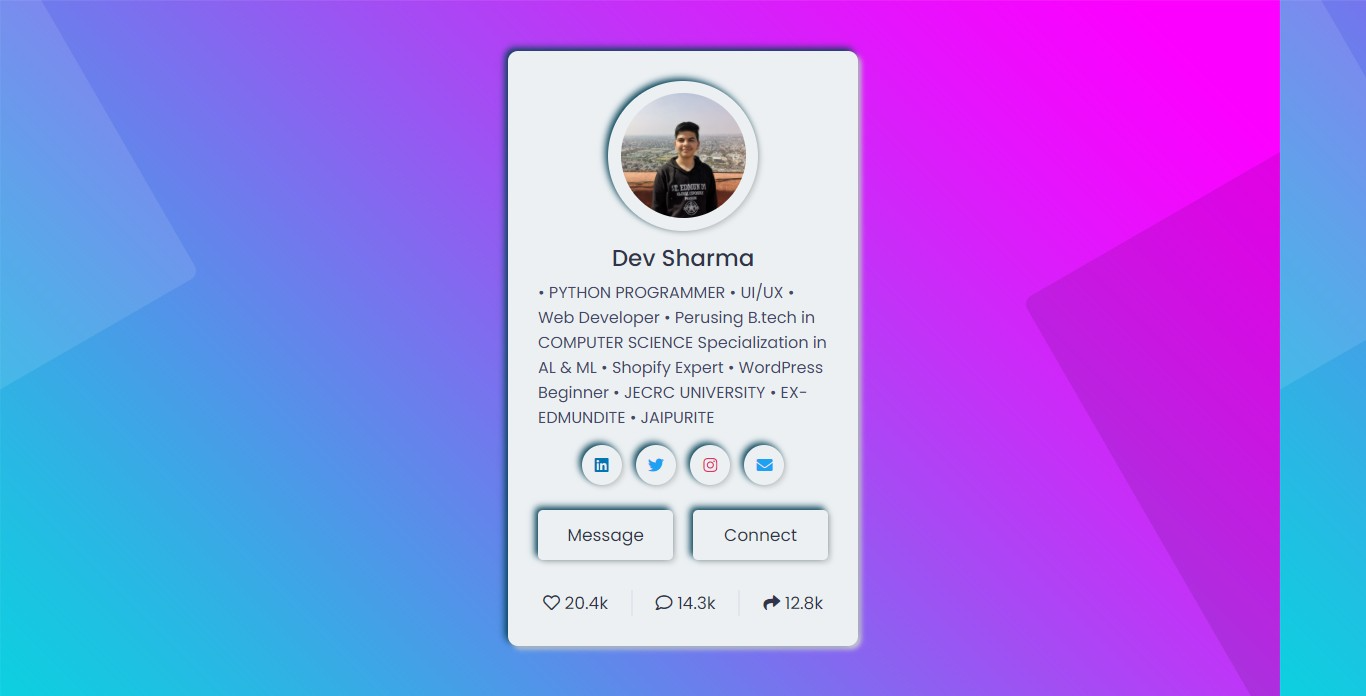 Dev Sharma
• PYTHON PROGRAMMER • UI/UX •
Web Developer • Perusing B.tech in
COMPUTER SCIENCE Specialization in
AL & ML • Shopify Expert • WordPress
Beginner • JECRC UNIVERSITY • EX-
EDMUNDITE • JAIPURITE
Message Connect
20.4k 14.3k 12.8k